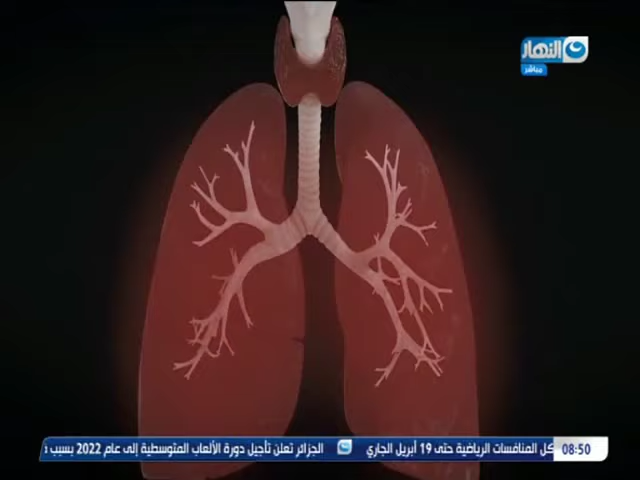 النهار
مباشر
كل المنافسات الرياضية حتى 19 أبريل الجاري
الجزائر تعلن تأجيل دورة الألعاب المتوسطية إلى عام 2022 بسبب
08:50